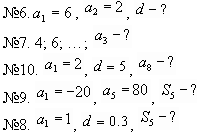 №6. a₁ = 6 , a₂ = 2 , d – ?
№7. 4; 6; …; a₃ – ?
№10. a₁ = 2 , d = 5 , a₈ – ?
№9. a₁ = –20 , a₅ = 80 , S₅ – ?
№8. a₁ = 1 , d = 0.3 , S₅ – ?